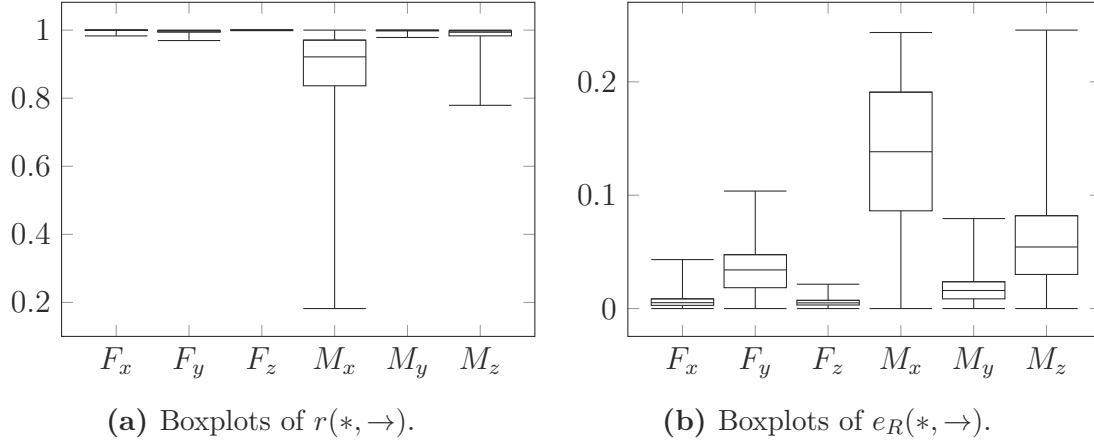 1
0.8
0.6
0.4
0.2
F_x F_y F_z M_x M_y M_z
(a) Boxplots of r(∗, →).
0.2
0.1
0
F_x F_y F_z M_x M_y M_z
(b) Boxplots of e_R(∗, →).